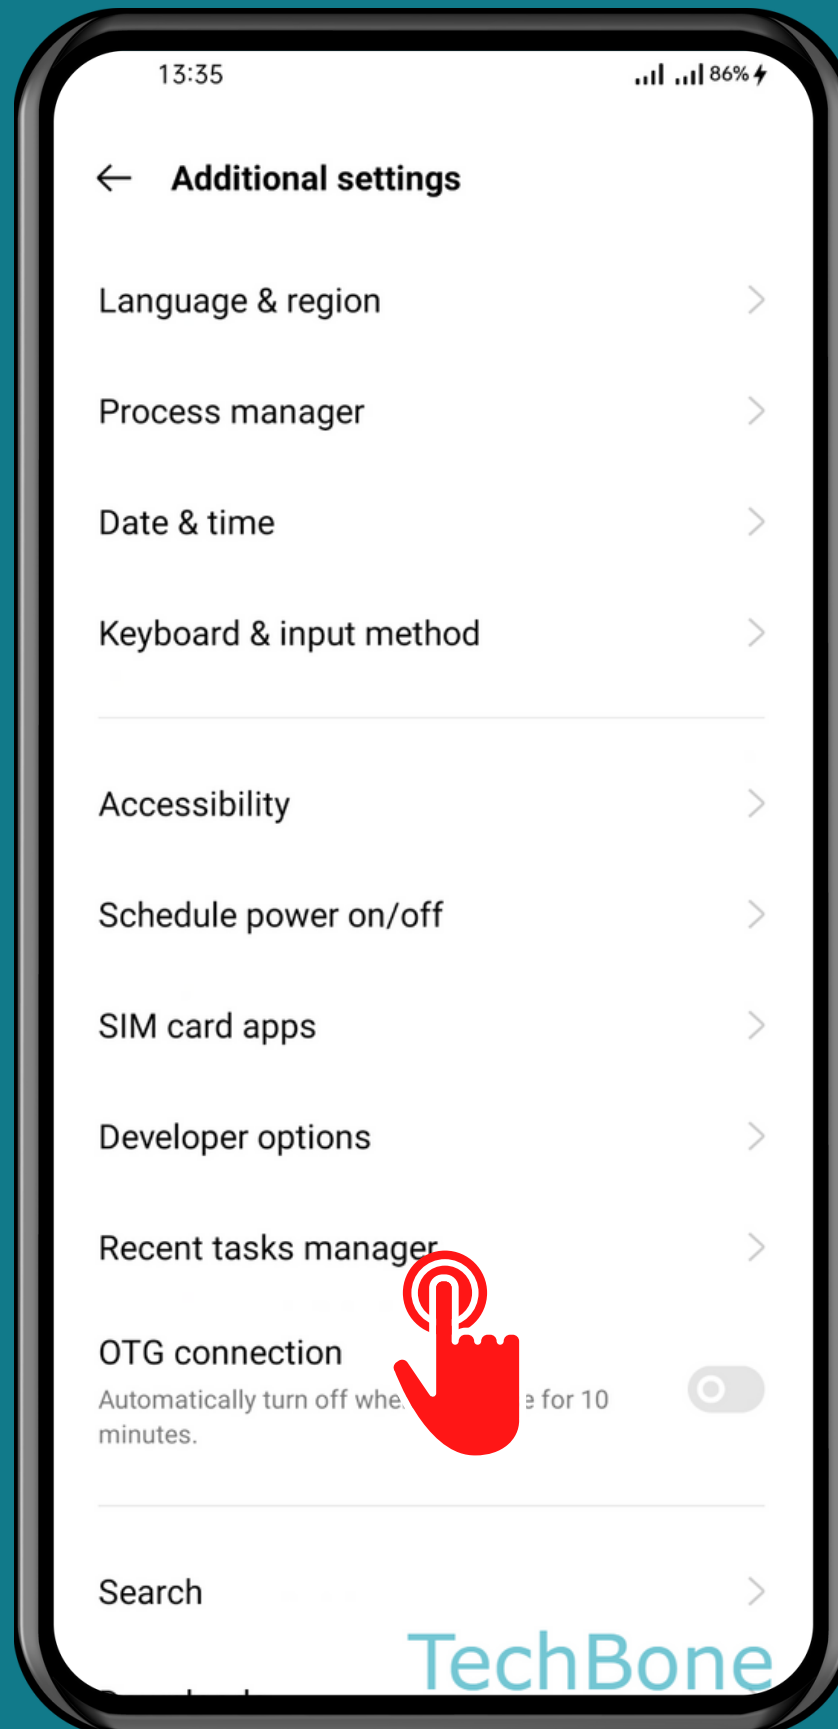 13:35
86%
Additional settings
Language & region
Process manager
Date & time
Keyboard & input method
Accessibility
Schedule power on/off
SIM card apps
Developer options
Recent tasks manager
OTG connection
Automatically turn off for 10
minutes.
Search
TechBone